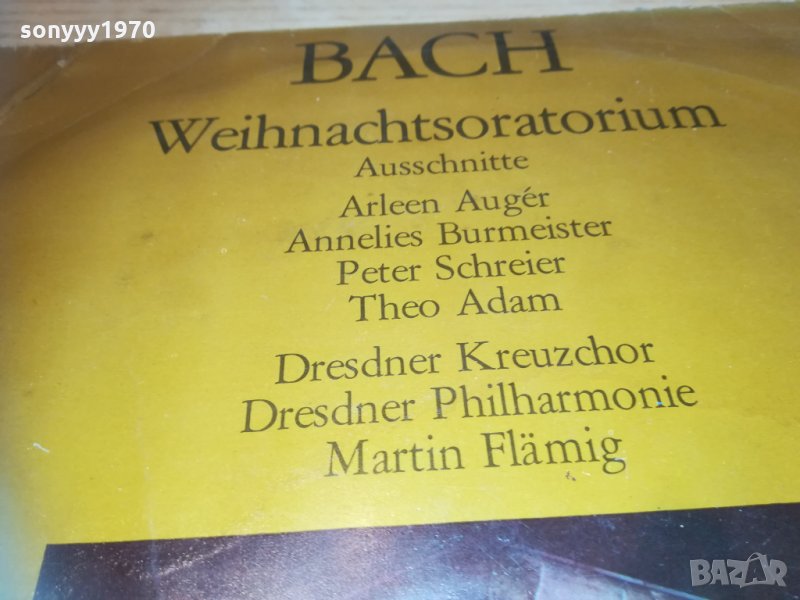 sonyyy1970
BACH
Weihnachtsoratorium
Ausschnitte
Arleen Augér
Annelies Burmeister
Peter Schreier
Theo Adam
Dresdner Kreuzchor
Dresdner Philharmonie
Martin Flämig
BAZAR